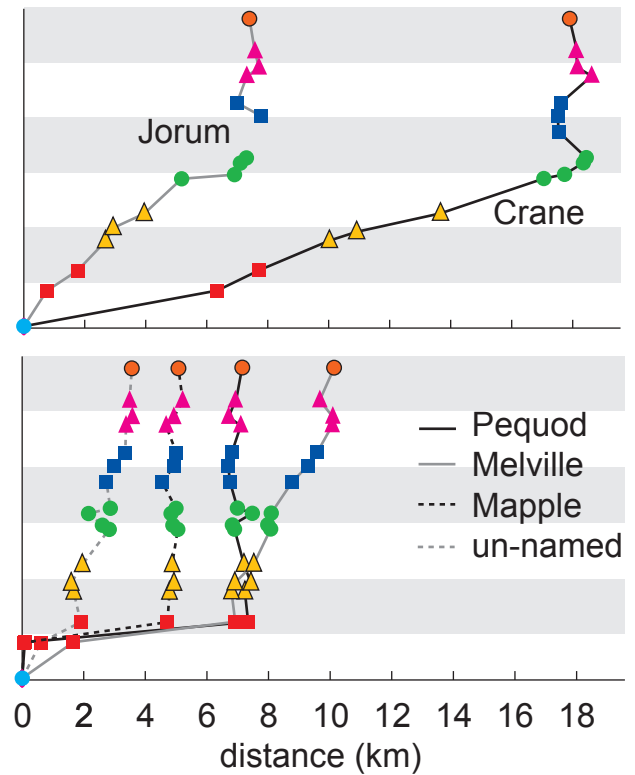 Jorum
Crane
Pequod
Melville
Mapple
un-named
0 2 4 6 8 10 12 14 16 18
distance (km)